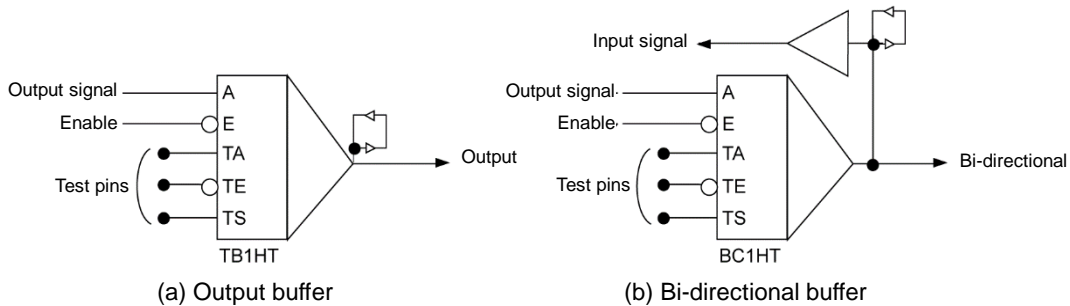 Output signal
Enable
Test pins
A
E
TA
TE
TS
Output
TB1HT
(a) Output buffer
Input signal
Output signal
Enable
Test pins
A
E
TA
TE
TS
Bi-directional
BC1HT
(b) Bi-directional buffer